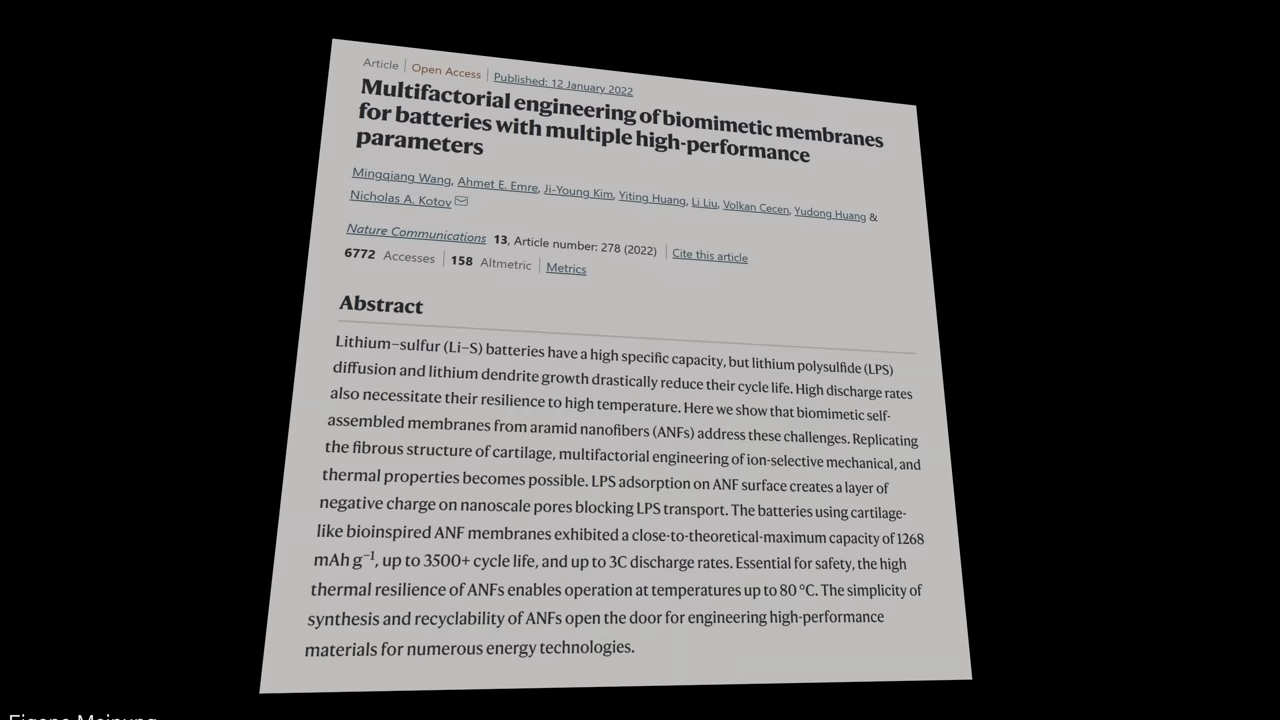 Article | Open Access | Published: 12 January 2022
Multifactorial engineering of biomimetic membranes
for batteries with multiple high-performance
parameters
Mingqiang Wang, Ahmet E. Emre, Ji-Young Kim, Yiting Huang, Li Liu, Volkan Cecen, Yudong Huang &
Nicholas A. Kotov
Nature Communications 13, Article number: 278 (2022) | Cite this article
6772 Accesses | 158 Altmetric | Metrics
Abstract
Lithium–sulfur (Li–S) batteries have a high specific capacity, but lithium polysulfide (LPS)
diffusion and lithium dendrite growth drastically reduce their cycle life. High discharge rates
also necessitate their resilience to high temperature. Here we show that biomimetic self-
assembled membranes from aramid nanofibers (ANFs) address these challenges. Replicating
the fibrous structure of cartilage, multifactorial engineering of ion-selective mechanical, and
thermal properties becomes possible. LPS adsorption on ANF surface creates a layer of
negative charge on nanoscale pores blocking LPS transport. The batteries using cartilage-
like bioinspired ANF membranes exhibited a close-to-theoretical-maximum capacity of 1268
mAh g⁻¹, up to 3500+ cycle life, and up to 3C discharge rates. Essential for safety, the high
thermal resilience of ANFs enables operation at temperatures up to 80 °C. The simplicity of
synthesis and recyclability of ANFs open the door for engineering high-performance
materials for numerous energy technologies.
Eigene Meinung